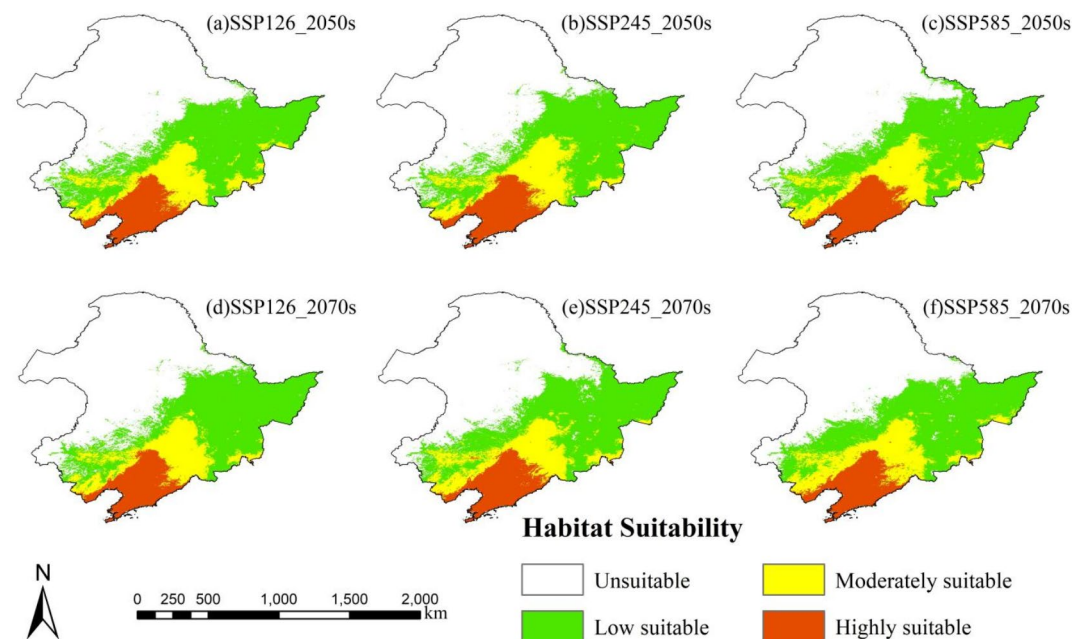 (a)SSP126_2050s
(b)SSP245_2050s
(c)SSP585_2050s
(d)SSP126_2070s
(e)SSP245_2070s
(f)SSP585_2070s
Habitat Suitability
Unsuitable
Moderately suitable
Low suitable
Highly suitable
N
0 250 500 1,000 1,500 2,000
km